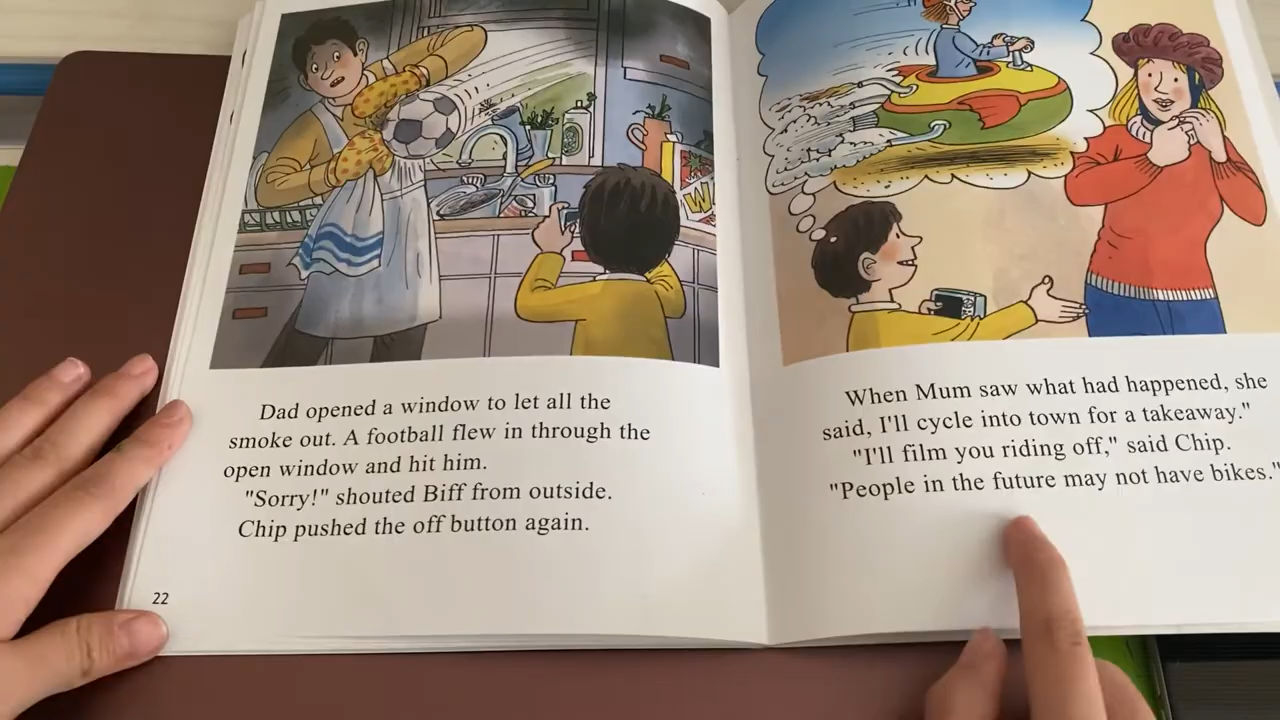 W
Dad opened a window to let all the
smoke out. A football flew in through the
open window and hit him.
"Sorry!" shouted Biff from outside.
Chip pushed the off button again.
22
When Mum saw what had happened, she
said, I'll cycle into town for a takeaway."
"I'll film you riding off," said Chip.
"People in the future may not have bikes."